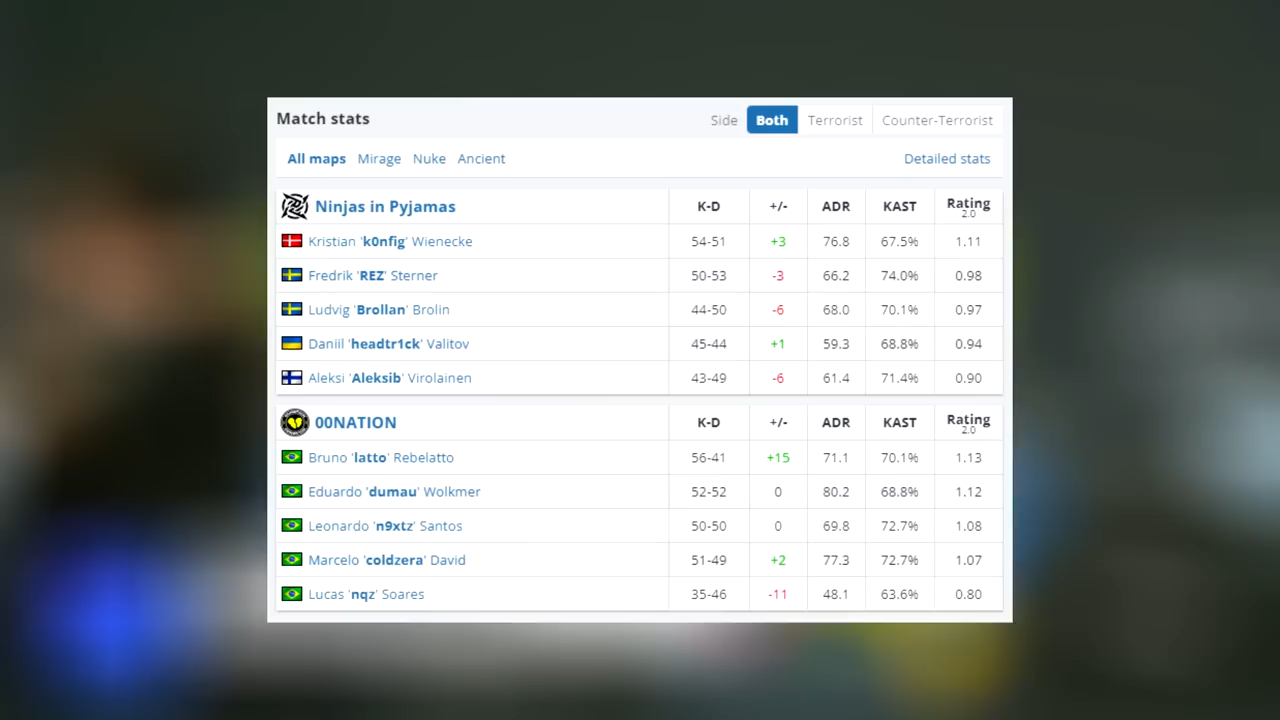 Match stats Side Both Terrorist Counter-Terrorist
All maps Mirage Nuke Ancient Detailed stats
Ninjas in Pyjamas K-D +/- ADR KAST Rating 2.0
Kristian 'k0nfig' Wienecke 54-51 +3 76.8 67.5% 1.11
Fredrik 'REZ' Sterner 50-53 -3 66.2 74.0% 0.98
Ludvig 'Brollan' Brolin 44-50 -6 68.0 70.1% 0.97
Daniil 'headtr1ck' Valitov 45-44 +1 59.3 68.8% 0.94
Aleksi 'Aleksib' Virolainen 43-49 -6 61.4 71.4% 0.90
00NATION K-D +/- ADR KAST Rating 2.0
Bruno 'latto' Rebelatto 56-41 +15 71.1 70.1% 1.13
Eduardo 'dumau' Wolkmer 52-52 0 80.2 68.8% 1.12
Leonardo 'n9xtz' Santos 50-50 0 69.8 72.7% 1.08
Marcelo 'coldzera' David 51-49 +2 77.3 72.7% 1.07
Lucas 'nqz' Soares 35-46 -11 48.1 63.6% 0.80